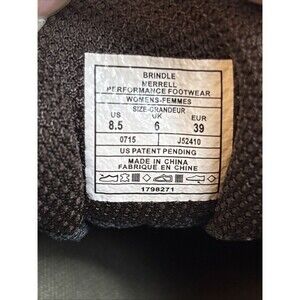 BRINDLE
MERRELL
PERFORMANCE FOOTWEAR
WOMENS-FEMMES
SIZE-GRANDEUR
US UK EUR
8.5 6 39
0715 J52410
US PATENT PENDING
MADE IN CHINA
FABRIQUE EN CHINE
1798271